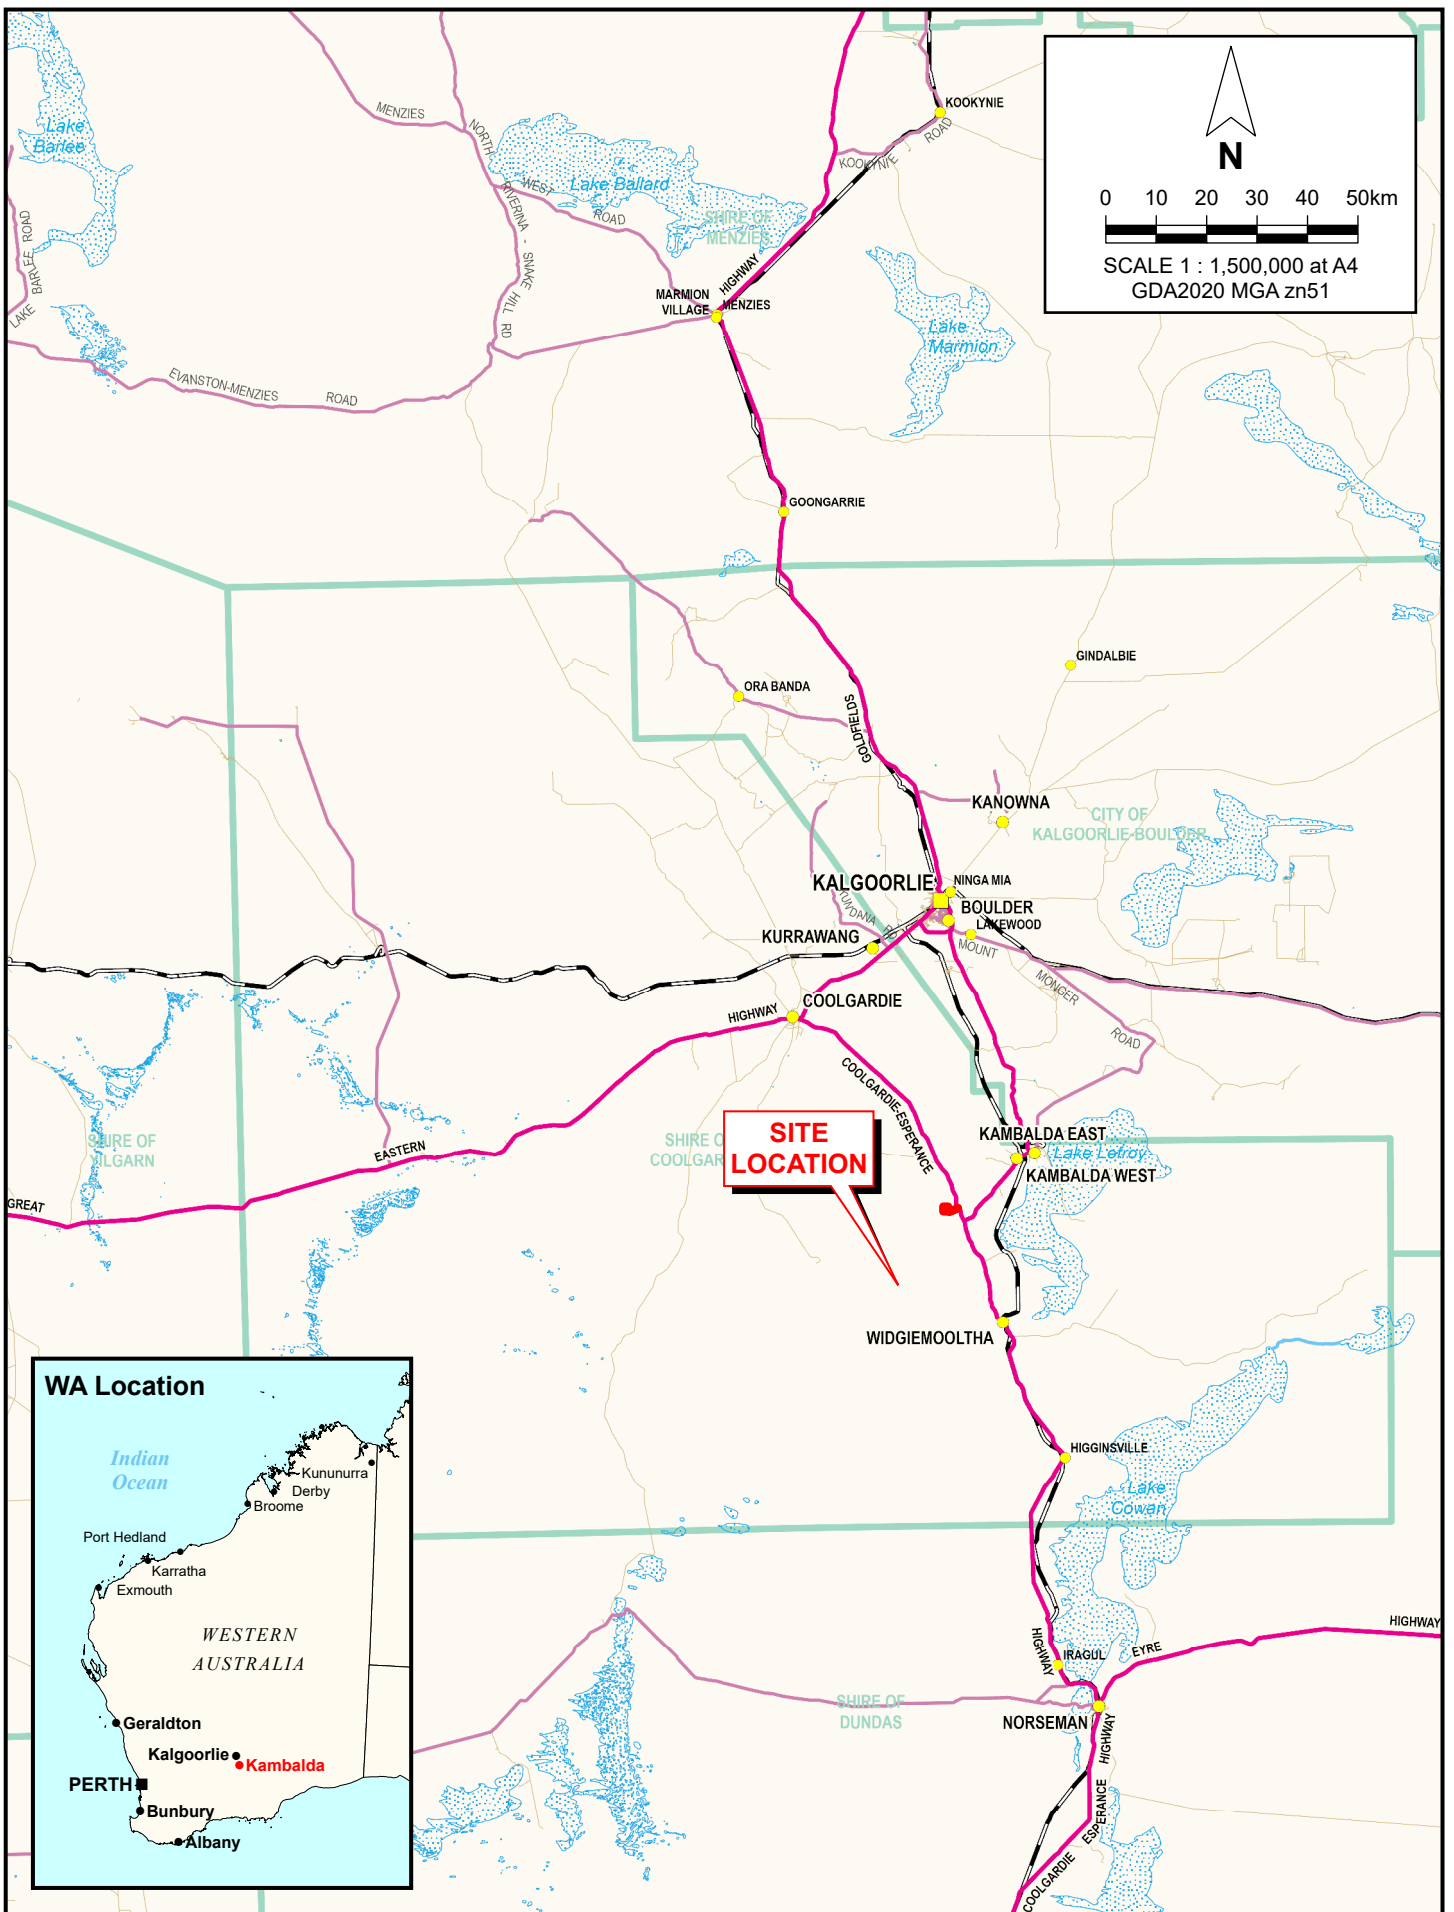 KOOKYNIE
MENZIES
NORTH
ROAD
KOOKYNIE
Lake
Barlee
WEST
Lake Ballard
ROAD
RIVERINA - SNAKE HILL RD
SHIRE OF
MENZIES
N
0 10 20 30 40 50km
SCALE 1 : 1,500,000 at A4
GDA2020 MGA zn51
LAKE BARLEE ROAD
HIGHWAY
MARMION
VILLAGE
MENZIES
Lake
Marmion
EVANSTON-MENZIES ROAD
GOONGARRIE
GINDALBIE
ORA BANDA
GOLDFIELDS
KANOWNA
CITY OF
KALGOORLIE-BOULDER
KALGOORLIE
NINGA MIA
BOULDER
LAKEWOOD
KUNDANA RD
KURRAWANG
MOUNT
MONGER
ROAD
COOLGARDIE
HIGHWAY
COOLGARDIE-ESPERANCE
SITE
LOCATION
SHIRE OF
YILGARN
SHIRE O
COOLGAR
EASTERN
GREAT
KAMBALDA EAST
Lake Lefroy
KAMBALDA WEST
WIDGIEMOOLTHA
HIGGINSVILLE
Lake
Cowan
HIGHWAY
IRAGUL
EYRE
HIGHWAY
SHIRE OF
DUNDAS
NORSEMAN
HIGHWAY
COOLGARDIE ESPERANCE
WA Location
Indian
Ocean
Kununurra
Derby
Broome
Port Hedland
Karratha
Exmouth
WESTERN
AUSTRALIA
Geraldton
Kalgoorlie
Kambalda
PERTH
Bunbury
Albany